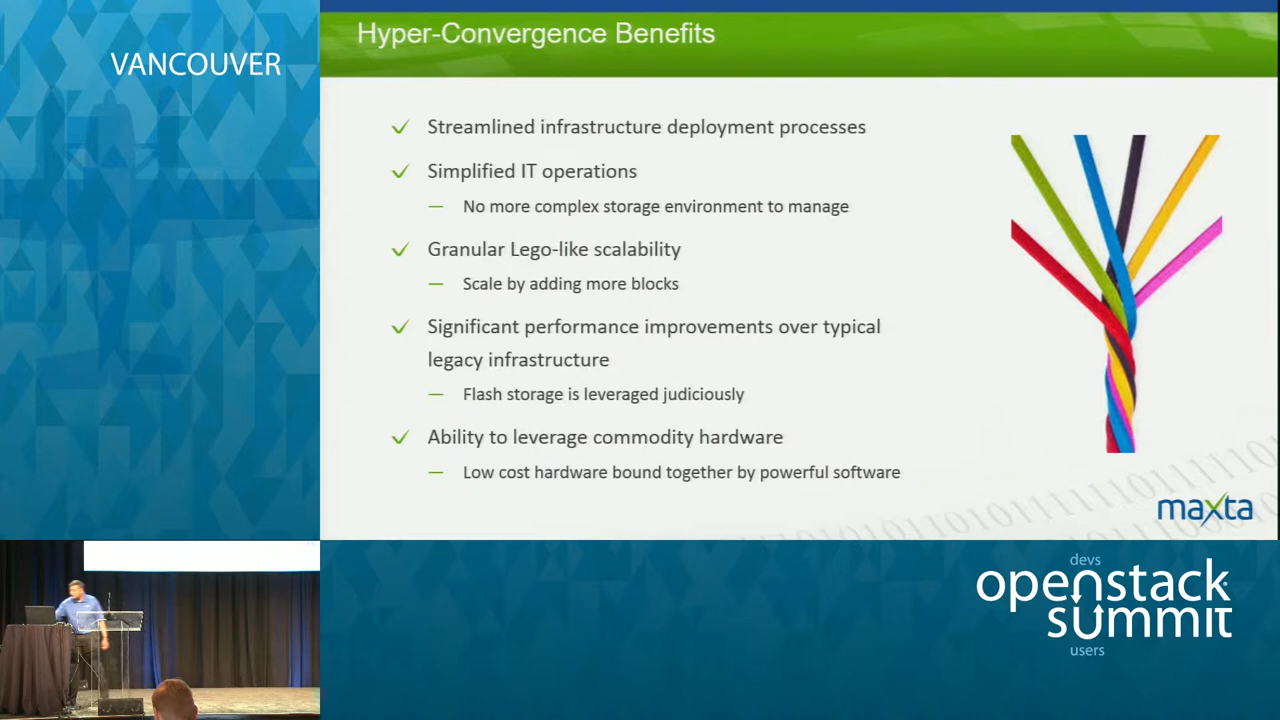 VANCOUVER
Hyper-Convergence Benefits
Streamlined infrastructure deployment processes
Simplified IT operations
— No more complex storage environment to manage
Granular Lego-like scalability
— Scale by adding more blocks
Significant performance improvements over typical
legacy infrastructure
— Flash storage is leveraged judiciously
Ability to leverage commodity hardware
— Low cost hardware bound together by powerful software
maxta
devs
openstack
summit
users